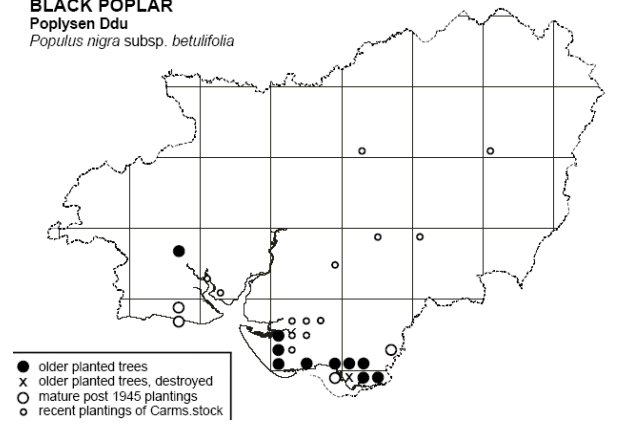 BLACK POPLAR
Poplysen Ddu
Populus nigra subsp. betulifolia
older planted trees
x older planted trees, destroyed
mature post 1945 plantings
recent plantings of Carms.stock